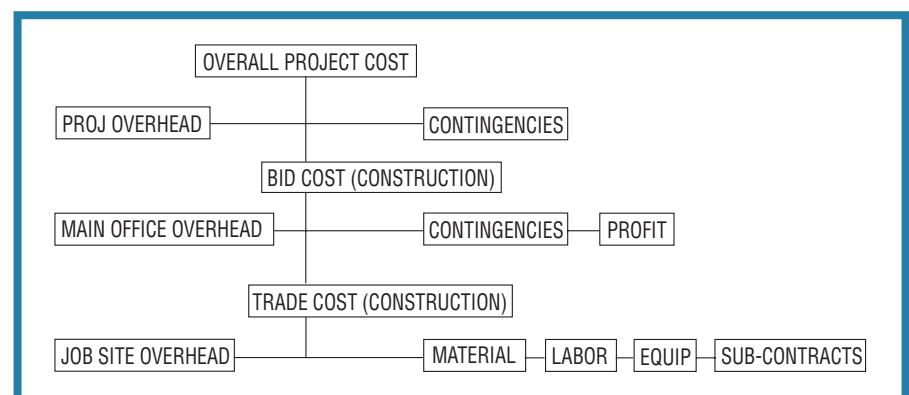 OVERALL PROJECT COST
PROJ OVERHEAD CONTINGENCIES
BID COST (CONSTRUCTION)
MAIN OFFICE OVERHEAD CONTINGENCIES PROFIT
TRADE COST (CONSTRUCTION)
JOB SITE OVERHEAD MATERIAL LABOR EQUIP SUB-CONTRACTS